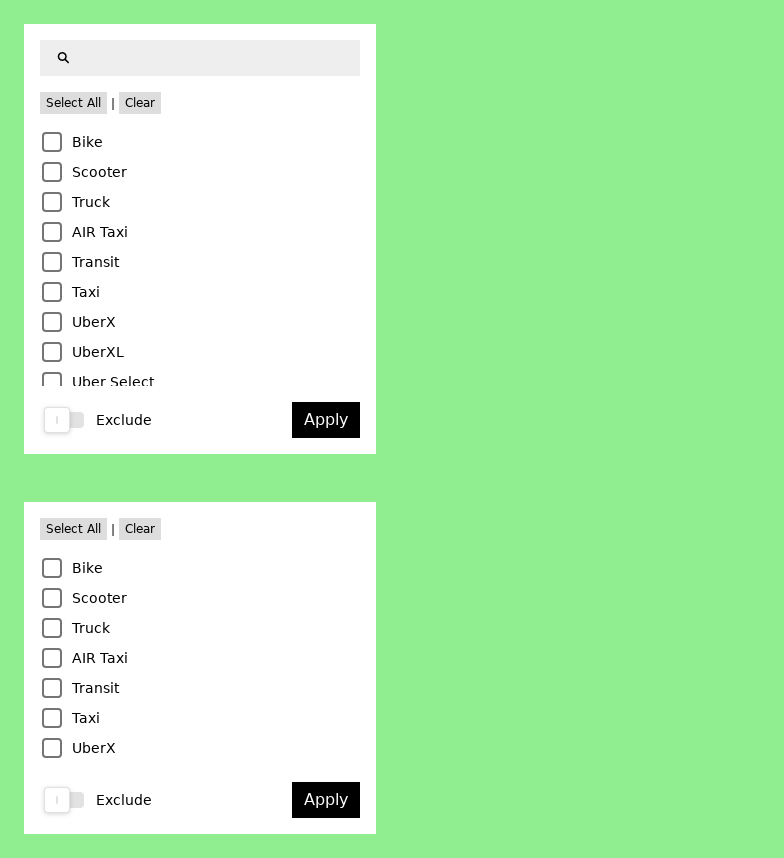 Select All | Clear
Bike
Scooter
Truck
AIR Taxi
Transit
Taxi
UberX
UberXL
Uber Select
Exclude Apply
Select All | Clear
Bike
Scooter
Truck
AIR Taxi
Transit
Taxi
UberX
Exclude Apply